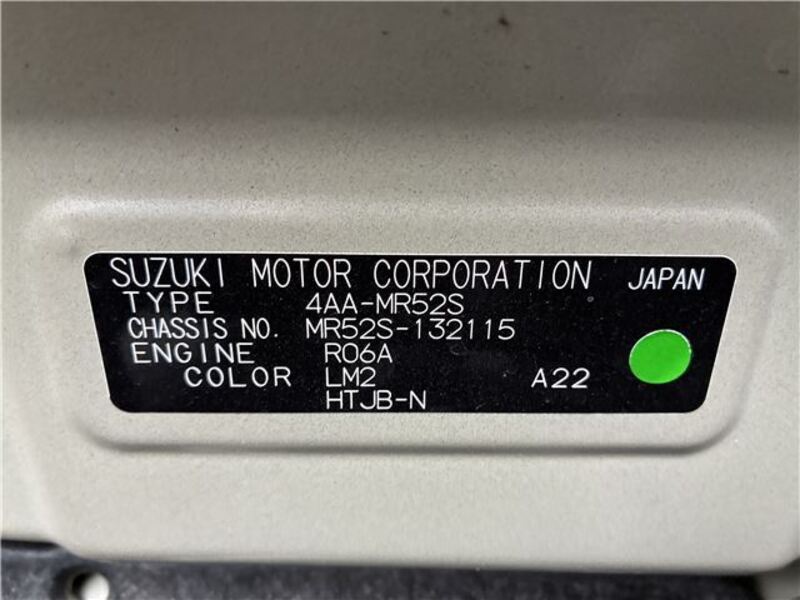 SUZUKI MOTOR CORPORATION JAPAN
TYPE 4AA-MR52S
CHASSIS NO. MR52S-132115
ENGINE R06A
COLOR LM2 A22
HTJB-N